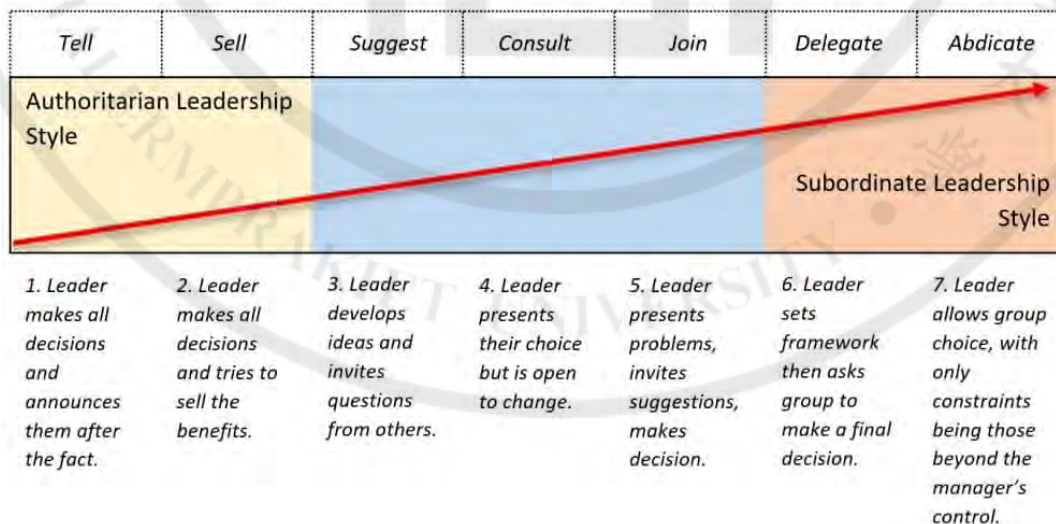 Tell Sell Suggest Consult Join Delegate Abdicate
Authoritarian Leadership
Style
Subordinate Leadership
Style
1. Leader
makes all
decisions
and
announces
them after
the fact.
2. Leader
makes all
decisions
and tries to
sell the
benefits.
3. Leader
develops
ideas and
invites
questions
from others.
4. Leader
presents
their choice
but is open
to change.
5. Leader
presents
problems,
invites
suggestions,
makes
decision.
6. Leader
sets
framework
then asks
group to
make a final
decision.
7. Leader
allows group
choice, with
only
constraints
being those
beyond the
manager's
control.
UNIVERSITY